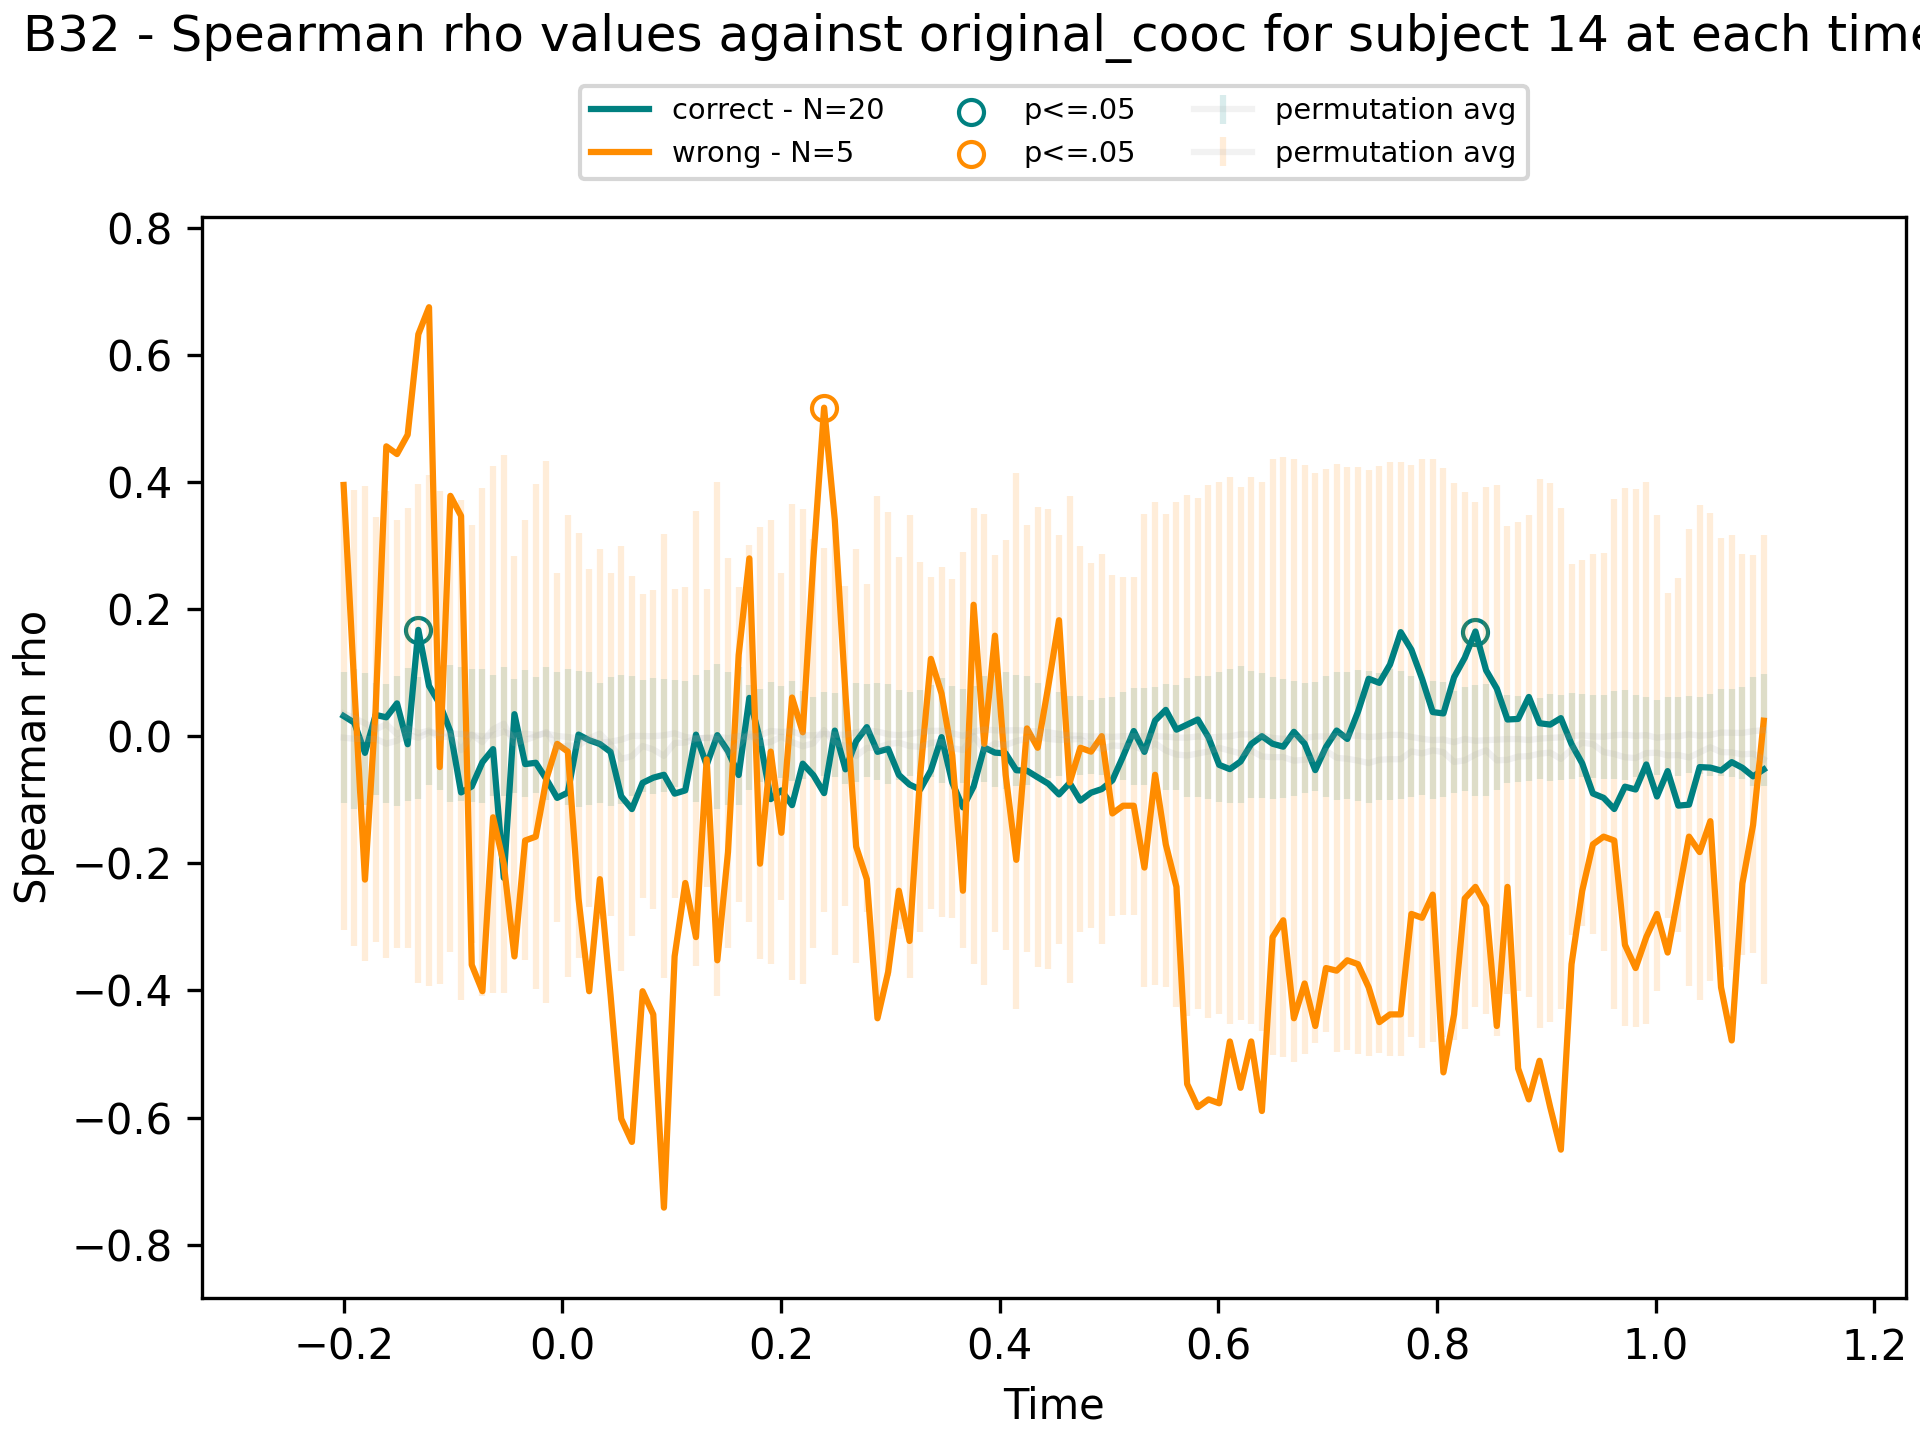 B32 - Spearman rho values against original_cooc for subject 14 at each time
correct - N=20
wrong - N=5
p<=.05
p<=.05
permutation avg
permutation avg
Spearman rho
0.8
0.6
0.4
0.2
0.0
−0.2
−0.4
−0.6
−0.8
−0.2 0.0 0.2 0.4 0.6 0.8 1.0 1.2
Time